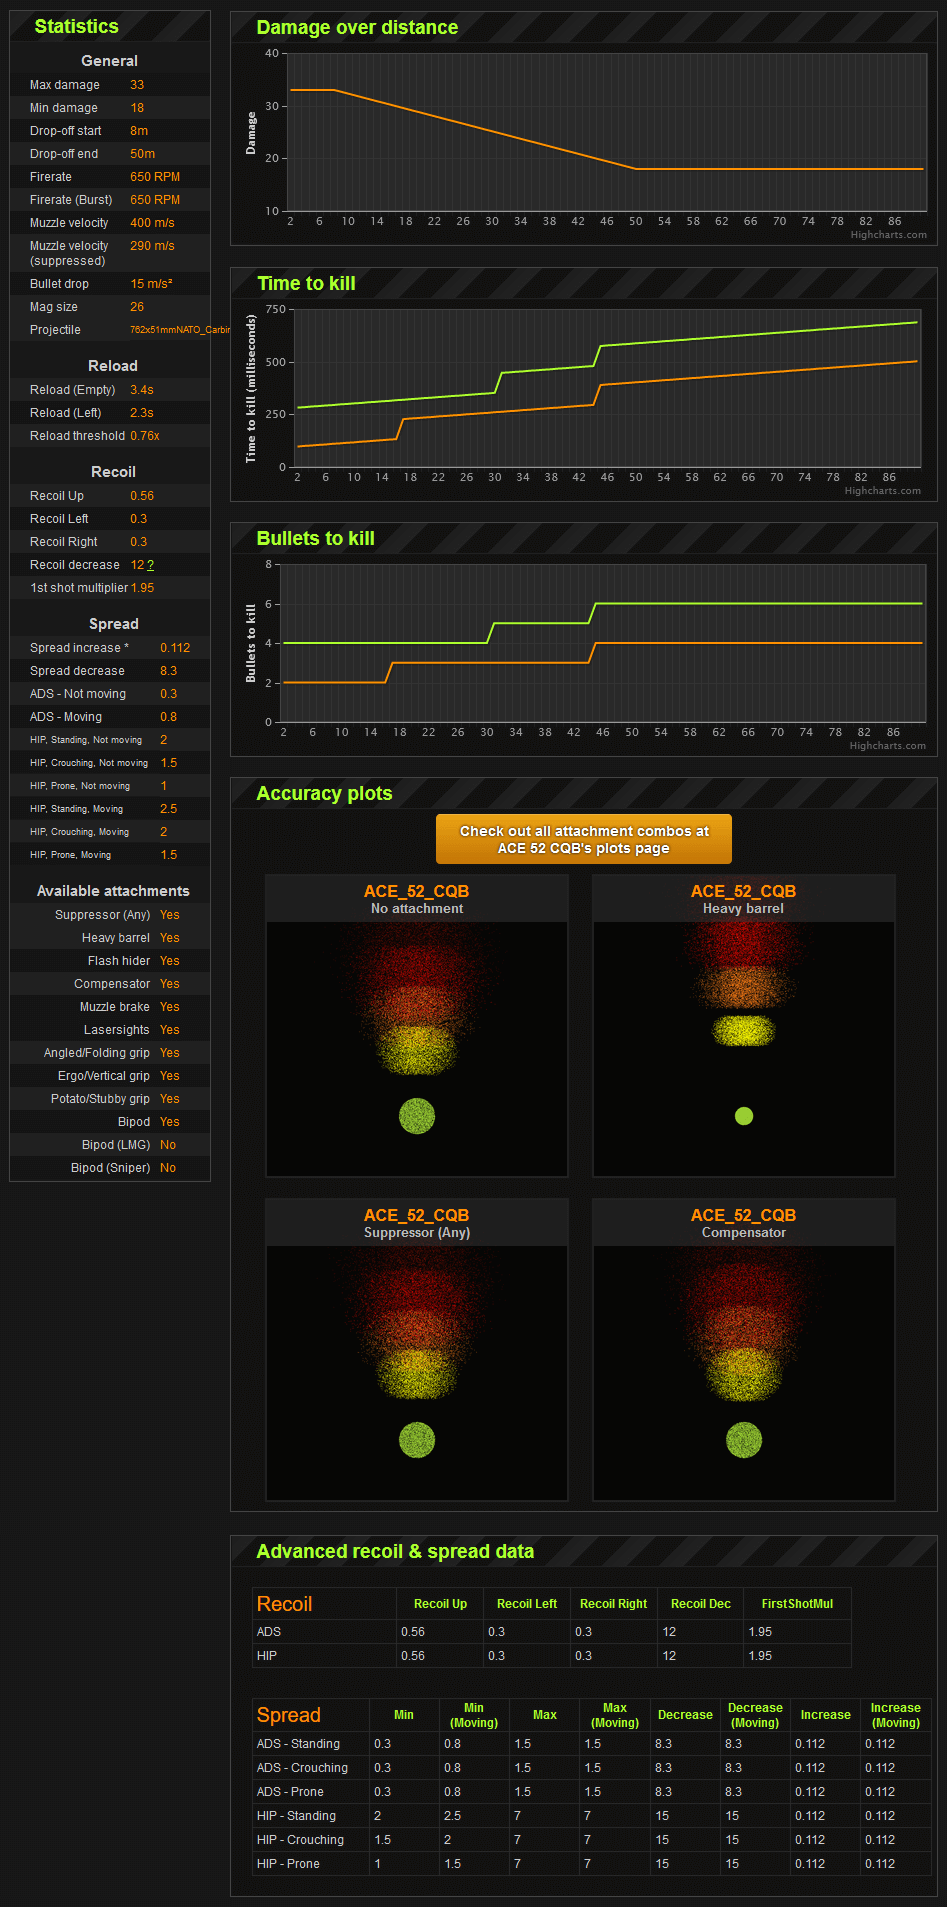 Statistics
General
Max damage 33
Min damage 18
Drop-off start 8m
Drop-off end 50m
Firerate 650 RPM
Firerate (Burst) 650 RPM
Muzzle velocity 400 m/s
Muzzle velocity 290 m/s
(suppressed)
Bullet drop 15 m/s²
Mag size 26
Projectile 762x51mmNATO_Carbin
Reload
Reload (Empty) 3.4s
Reload (Left) 2.3s
Reload threshold 0.76x
Recoil
Recoil Up 0.56
Recoil Left 0.3
Recoil Right 0.3
Recoil decrease 12 ?
1st shot multiplier 1.95
Spread
Spread increase * 0.112
Spread decrease 8.3
ADS - Not moving 0.3
ADS - Moving 0.8
HIP, Standing, Not moving 2
HIP, Crouching, Not moving 1.5
HIP, Prone, Not moving 1
HIP, Standing, Moving 2.5
HIP, Crouching, Moving 2
HIP, Prone, Moving 1.5
Available attachments
Suppressor (Any) Yes
Heavy barrel Yes
Flash hider Yes
Compensator Yes
Muzzle brake Yes
Lasersights Yes
Angled/Folding grip Yes
Ergo/Vertical grip Yes
Potato/Stubby grip Yes
Bipod Yes
Bipod (LMG) No
Bipod (Sniper) No
Damage over distance
Damage
40
30
20
10
2 6 10 14 18 22 26 30 34 38 42 46 50 54 58 62 66 70 74 78 82 86
Highcharts.com
Time to kill
Time to kill (milliseconds)
750
500
250
0
2 6 10 14 18 22 26 30 34 38 42 46 50 54 58 62 66 70 74 78 82 86
Highcharts.com
Bullets to kill
Bullets to kill
8
6
4
2
0
2 6 10 14 18 22 26 30 34 38 42 46 50 54 58 62 66 70 74 78 82 86
Highcharts.com
Accuracy plots
Check out all attachment combos at
ACE 52 CQB's plots page
ACE_52_CQB
No attachment
ACE_52_CQB
Heavy barrel
ACE_52_CQB
Suppressor (Any)
ACE_52_CQB
Compensator
Advanced recoil & spread data
Recoil Recoil Up Recoil Left Recoil Right Recoil Dec FirstShotMul
ADS 0.56 0.3 0.3 12 1.95
HIP 0.56 0.3 0.3 12 1.95
Spread Min Min (Moving) Max Max (Moving) Decrease Decrease (Moving) Increase Increase (Moving)
ADS - Standing 0.3 0.8 1.5 1.5 8.3 8.3 0.112 0.112
ADS - Crouching 0.3 0.8 1.5 1.5 8.3 8.3 0.112 0.112
ADS - Prone 0.3 0.8 1.5 1.5 8.3 8.3 0.112 0.112
HIP - Standing 2 2.5 7 7 15 15 0.112 0.112
HIP - Crouching 1.5 2 7 7 15 15 0.112 0.112
HIP - Prone 1 1.5 7 7 15 15 0.112 0.112